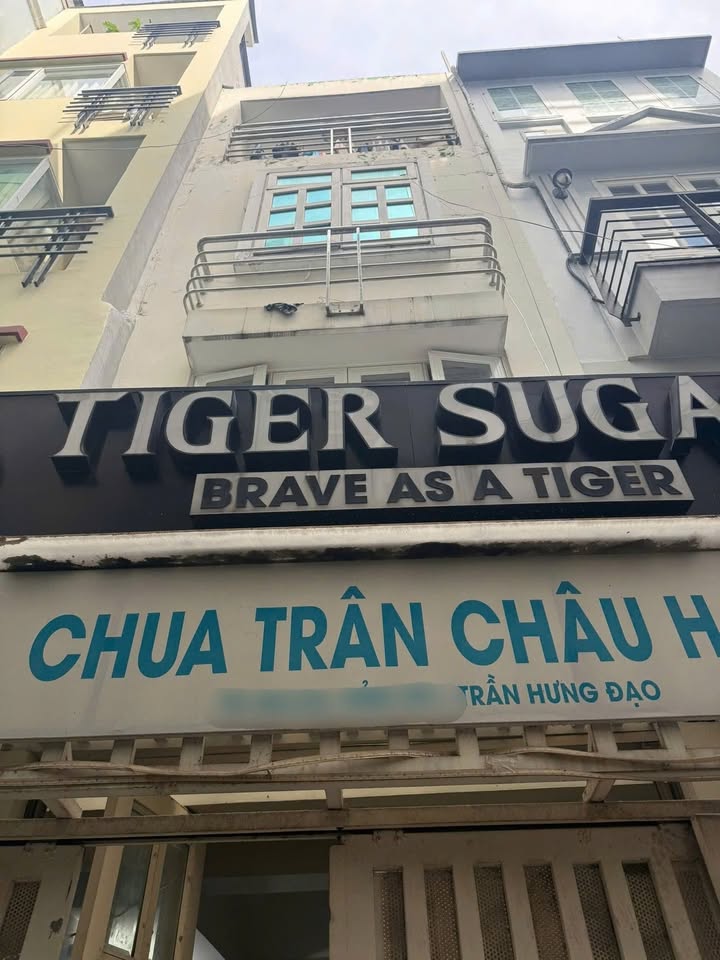 TIGER SUGA
BRAVE AS A TIGER
CHUA TRÂN CHÂU H
TRẦN HƯNG ĐẠO